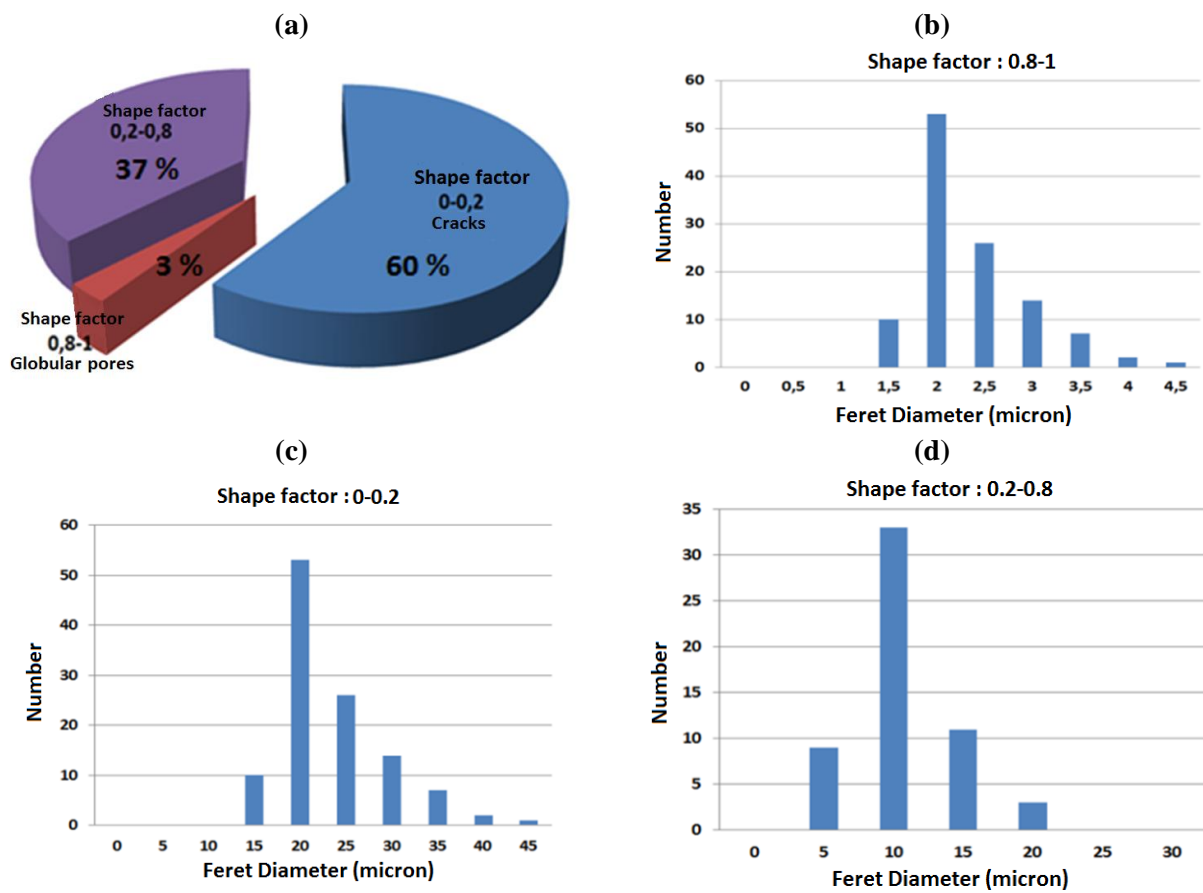 (a)
Shape factor
0,2-0,8
37 %
Shape factor
0-0,2
Cracks
60 %
3 %
Shape factor
0,8-1
Globular pores
(b)
Shape factor : 0.8-1
Number
60
50
40
30
20
10
0
0 0,5 1 1,5 2 2,5 3 3,5 4 4,5
Feret Diameter (micron)
(c)
Shape factor : 0-0.2
Number
60
50
40
30
20
10
0
0 5 10 15 20 25 30 35 40 45
Feret Diameter (micron)
(d)
Shape factor : 0.2-0.8
Number
35
30
25
20
15
10
5
0
0 5 10 15 20 25 30
Feret Diameter (micron)